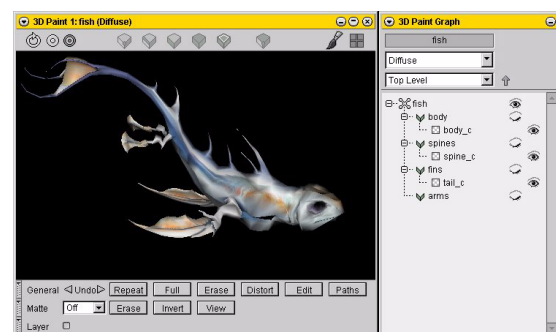 3D Paint 1: fish (Diffuse)
General Undo Repeat Full Erase Distort Edit Paths
Matte Off Erase Invert View
Layer
3D Paint Graph
fish
Diffuse
Top Level
fish
body
body_c
spines
spine_c
fins
tail_c
arms